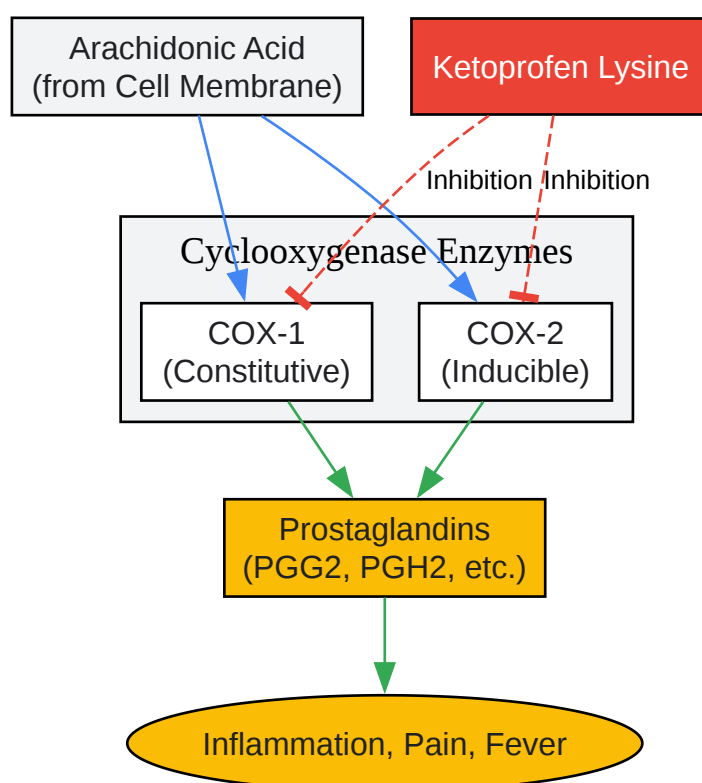 Arachidonic Acid
(from Cell Membrane)
Ketoprofen Lysine
Inhibition
Inhibition
Cyclooxygenase Enzymes
COX-1
(Constitutive)
COX-2
(Inducible)
Prostaglandins
(PGG2, PGH2, etc.)
Inflammation, Pain, Fever